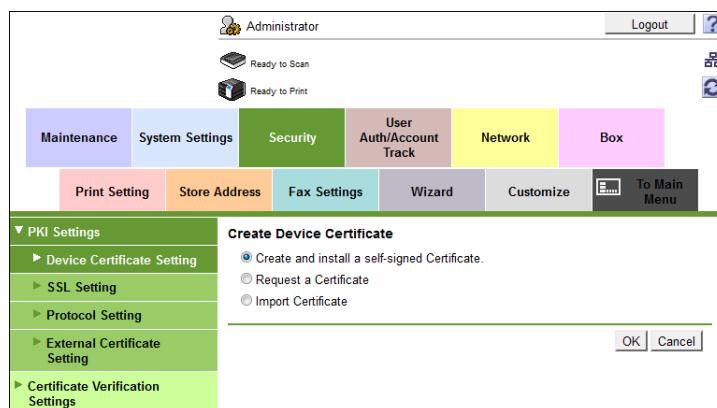 Administrator
Logout
?
Ready to Scan
Ready to Print
Maintenance
System Settings
Security
User
Auth/Account
Track
Network
Box
Print Setting
Store Address
Fax Settings
Wizard
Customize
To Main
Menu
PKI Settings
Device Certificate Setting
SSL Setting
Protocol Setting
External Certificate
Setting
Certificate Verification
Settings
Create Device Certificate
Create and install a self-signed Certificate.
Request a Certificate
Import Certificate
OK
Cancel